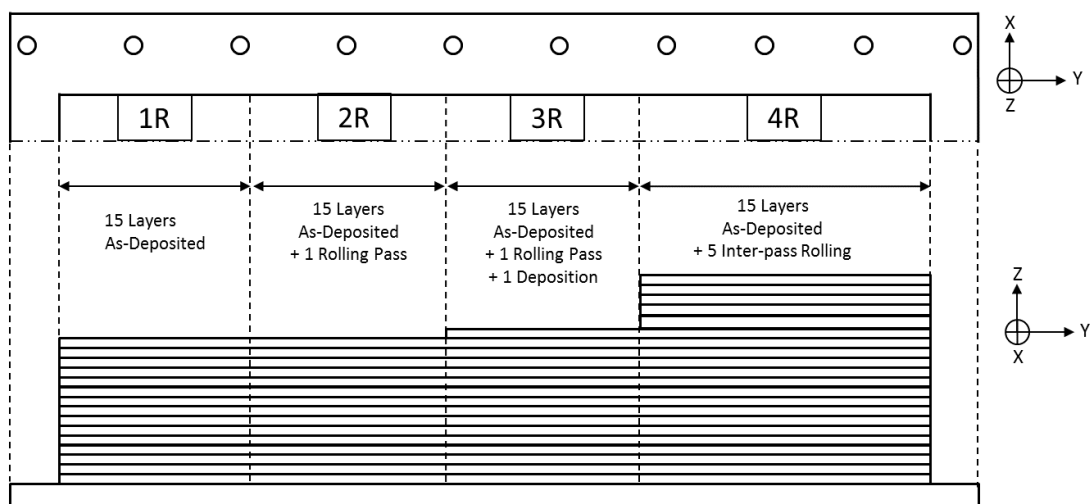 X
Y
Z
1R
2R
3R
4R
15 Layers
As-Deposited
15 Layers
As-Deposited
+ 1 Rolling Pass
15 Layers
As-Deposited
+ 1 Rolling Pass
+ 1 Deposition
15 Layers
As-Deposited
+ 5 Inter-pass Rolling
Z
Y
X